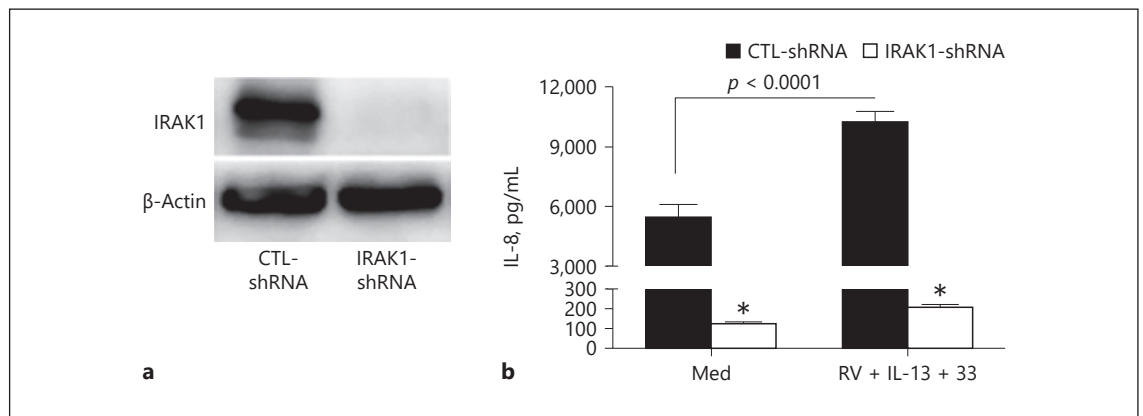 IRAK1
β-Actin
CTL-
shRNA
IRAK1-
shRNA
a
CTL-shRNA IRAK1-shRNA
p < 0.0001
12,000
9,000
6,000
3,000
300
200
100
0
IL-8, pg/mL
*
*
Med
RV + IL-13 + 33
b